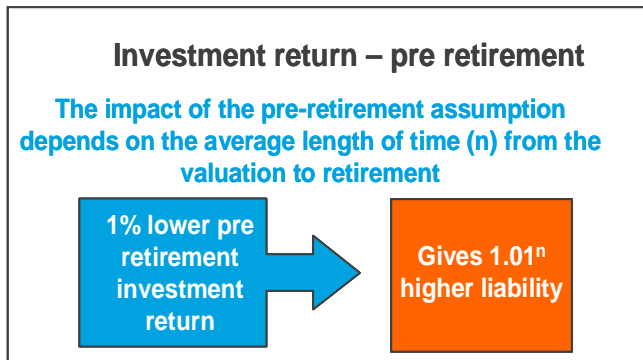 Investment return – pre retirement
The impact of the pre-retirement assumption
depends on the average length of time (n) from the
valuation to retirement
1% lower pre
retirement
investment
return
Gives 1.01ⁿ
higher liability